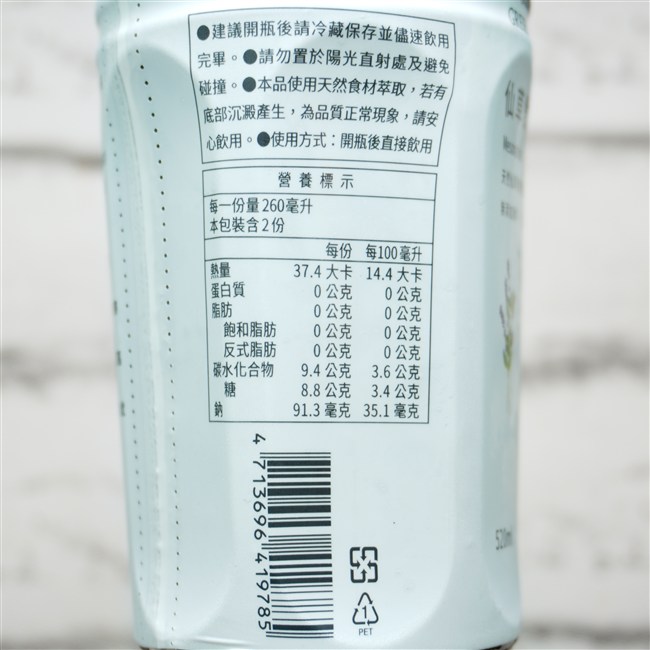 ●建議開瓶後請冷藏保存並儘速飲用
完畢。●請勿置於陽光直射處及避免
碰撞。●本品使用天然食材萃取，若有
底部沉澱產生，為品質正常現象，請安
心飲用。●使用方式：開瓶後直接飲用
營養標示
每一份量260毫升
本包裝含2份
每份 每100毫升
熱量 37.4大卡 14.4大卡
蛋白質 0公克 0公克
脂肪 0公克 0公克
飽和脂肪 0公克 0公克
反式脂肪 0公克 0公克
碳水化合物 9.4公克 3.6公克
糖 8.8公克 3.4公克
鈉 91.3毫克 35.1毫克
4 713696 419785
1
PET